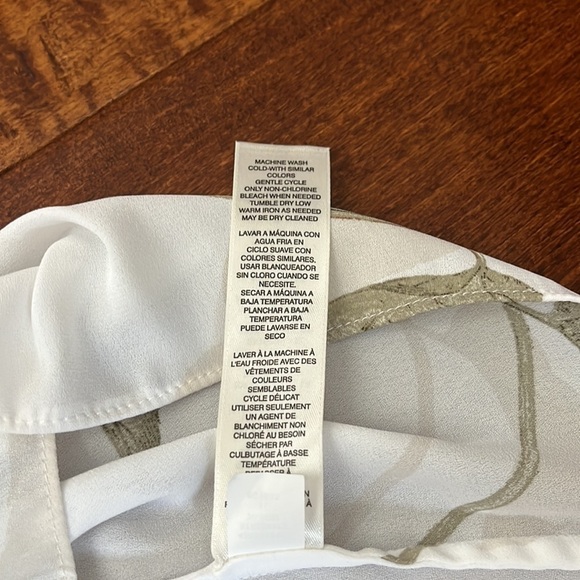 MACHINE WASH
COLD-WITH SIMILAR
COLORS
GENTLE CYCLE
ONLY NON-CHLORINE
BLEACH WHEN NEEDED
TUMBLE DRY LOW
WARM IRON AS NEEDED
MAY BE DRY CLEANED
LAVAR A MÁQUINA CON
AGUA FRIA EN
CICLO SUAVE CON
COLORES SIMILARES.
USAR BLANQUEADOR
SIN CLORO CUANDO SE
NECESITE.
SECAR A MÁQUINA A
BAJA TEMPERATURA
PLANCHAR A BAJA
TEMPERATURA
PUEDE LAVARSE EN
SECO
LAVER À LA MACHINE À
L'EAU FROIDE AVEC DES
VÊTEMENTS DE
COULEURS
SEMBLABLES
CYCLE DÉLICAT
UTILISER SEULEMENT
UN AGENT DE
BLANCHIMENT NON
CHLORÉ AU BESOIN
SÉCHER PAR
CULBUTAGE À BASSE
TEMPÉRATURE